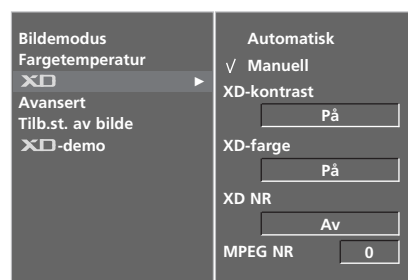 Bildemodus
Fargetemperatur
XD
Avansert
Tilb.st. av bilde
XD-demo
Automatisk
√ Manuell
XD-kontrast
På
XD-farge
På
XD NR
Av
MPEG NR 0